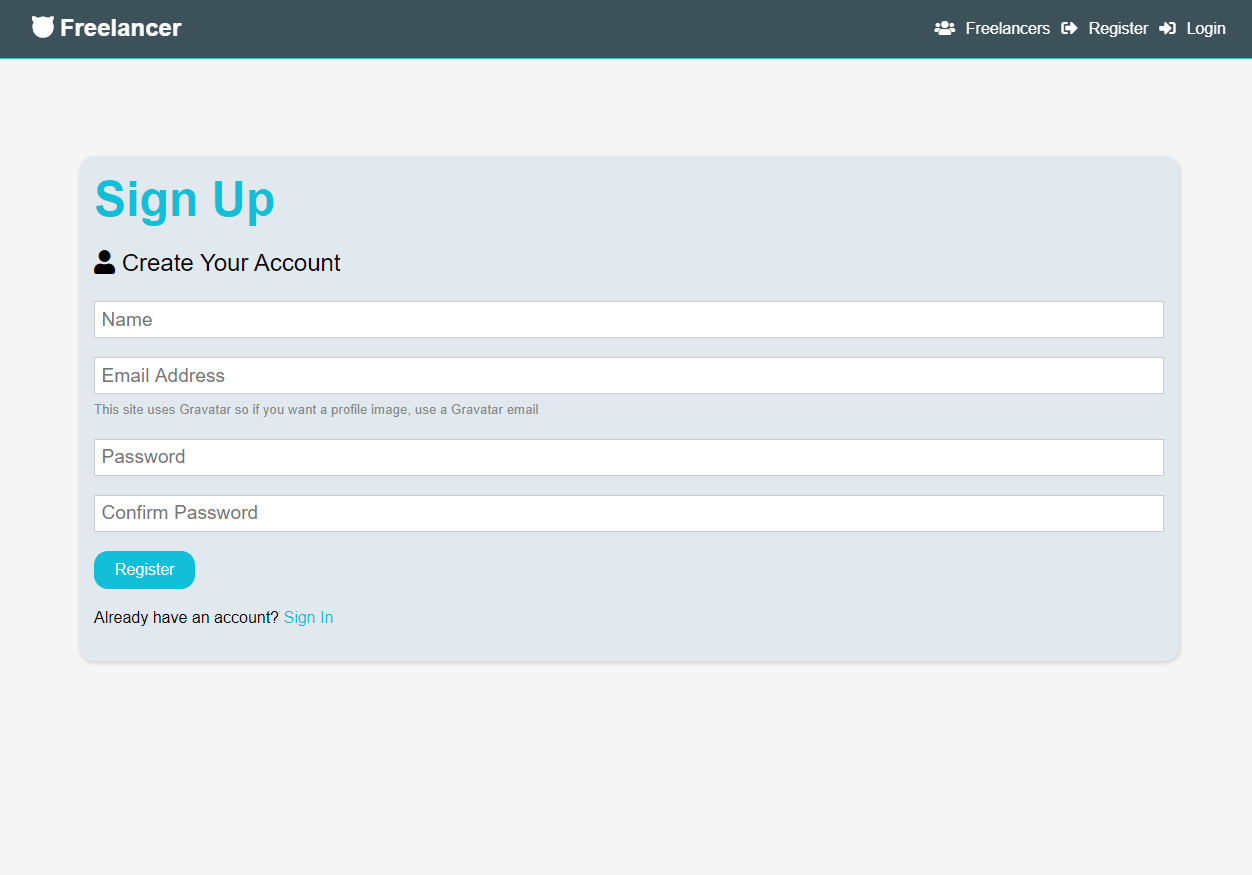 Freelancer
Freelancers Register Login
Sign Up
Create Your Account
Name
Email Address
This site uses Gravatar so if you want a profile image, use a Gravatar email
Password
Confirm Password
Register
Already have an account? Sign In